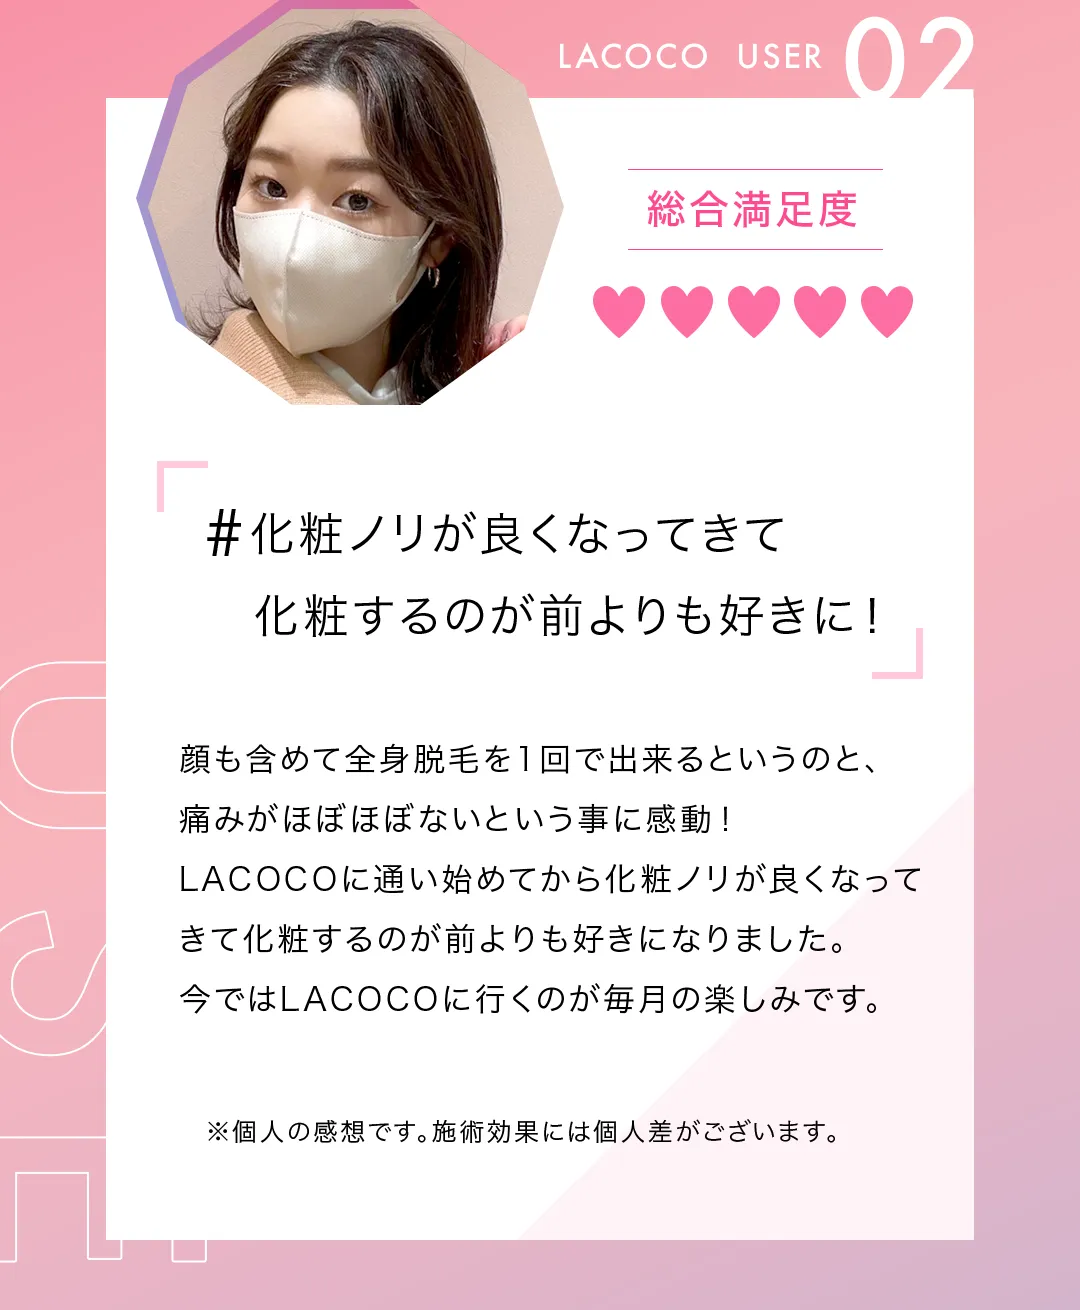 LACOCO USER 02
総合満足度
#化粧ノリが良くなってきて
化粧するのが前よりも好きに！
顔も含めて全身脱毛を1回で出来るというのと、
痛みがほぼほぼないという事に感動！
LACOCOに通い始めてから化粧ノリが良くなって
きて化粧するのが前よりも好きになりました。
今ではLACOCOに行くのが毎月の楽しみです。
※個人の感想です。施術効果には個人差がございます。